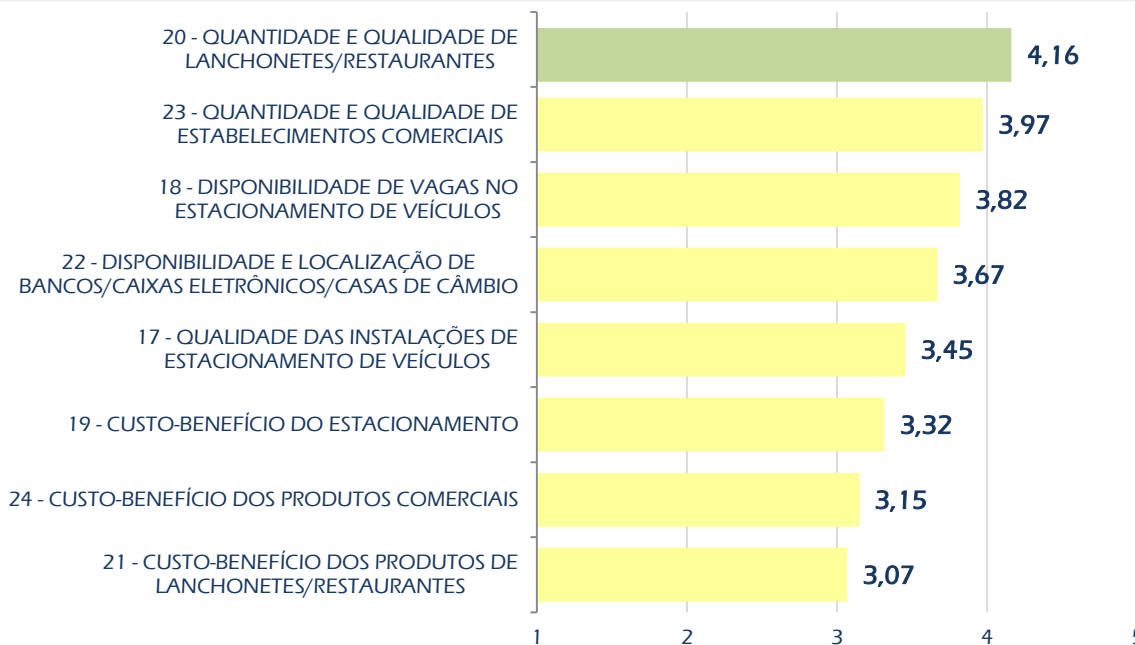 20 - QUANTIDADE E QUALIDADE DE
LANCHONETES/RESTAURANTES
4,16
23 - QUANTIDADE E QUALIDADE DE
ESTABELECIMENTOS COMERCIAIS
3,97
18 - DISPONIBILIDADE DE VAGAS NO
ESTACIONAMENTO DE VEÍCULOS
3,82
22 - DISPONIBILIDADE E LOCALIZAÇÃO DE
BANCOS/CAIXAS ELETRÔNICOS/CASAS DE CÂMBIO
3,67
17 - QUALIDADE DAS INSTALAÇÕES DE
ESTACIONAMENTO DE VEÍCULOS
3,45
19 - CUSTO-BENEFÍCIO DO ESTACIONAMENTO
3,32
24 - CUSTO-BENEFÍCIO DOS PRODUTOS COMERCIAIS
3,15
21 - CUSTO-BENEFÍCIO DOS PRODUTOS DE
LANCHONETES/RESTAURANTES
3,07
1 2 3 4 5